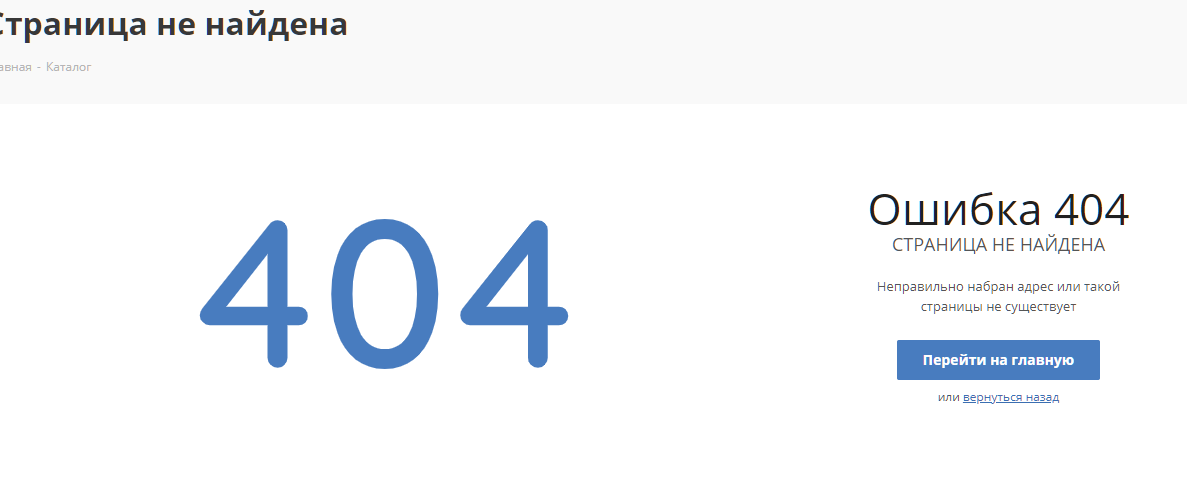 Страница не найдена
авная - Каталог
404
Ошибка 404
СТРАНИЦА НЕ НАЙДЕНА
Неправильно набран адрес или такой
страницы не существует
Перейти на главную
или вернуться назад